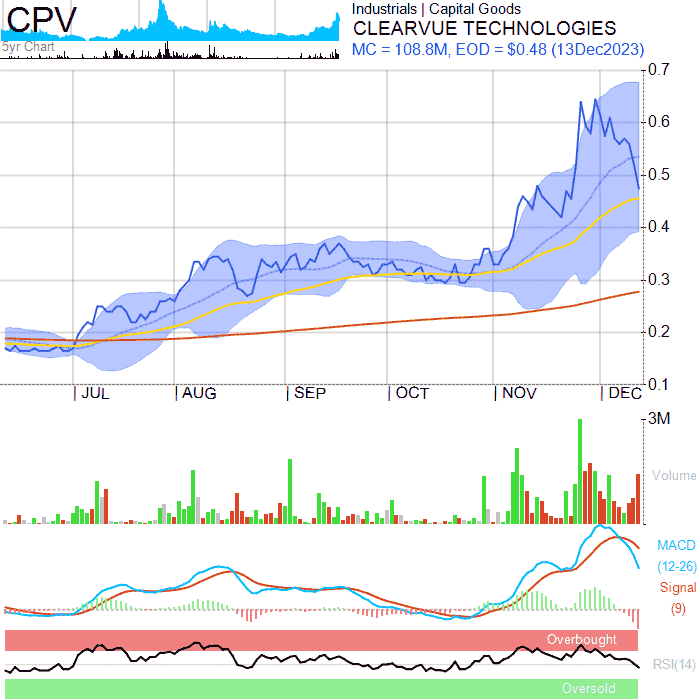 CPV
5yr Chart
Industrials | Capital Goods
CLEARVUE TECHNOLOGIES
MC = 108.8M, EOD = $0.48 (13Dec2023)
0.7
0.6
0.5
0.4
0.3
0.2
0.1
JUL
AUG
SEP
OCT
NOV
DEC
3M
Volume
MACD
(12-26)
Signal
(9)
Overbought
RSI(14)
Oversold